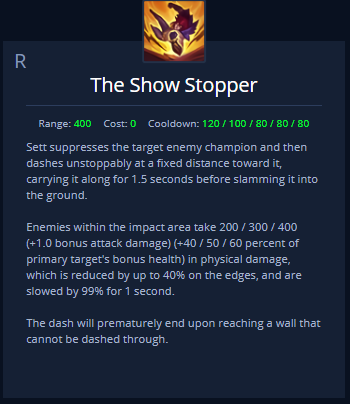 R
The Show Stopper
Range: 400 Cost: 0 Cooldown: 120 / 100 / 80 / 80 / 80
Sett suppresses the target enemy champion and then
dashes unstoppably at a fixed distance toward it,
carrying it along for 1.5 seconds before slamming it into
the ground.
Enemies within the impact area take 200 / 300 / 400
(+1.0 bonus attack damage) (+40 / 50 / 60 percent of
primary target's bonus health) in physical damage,
which is reduced by up to 40% on the edges, and are
slowed by 99% for 1 second.
The dash will prematurely end upon reaching a wall that
cannot be dashed through.